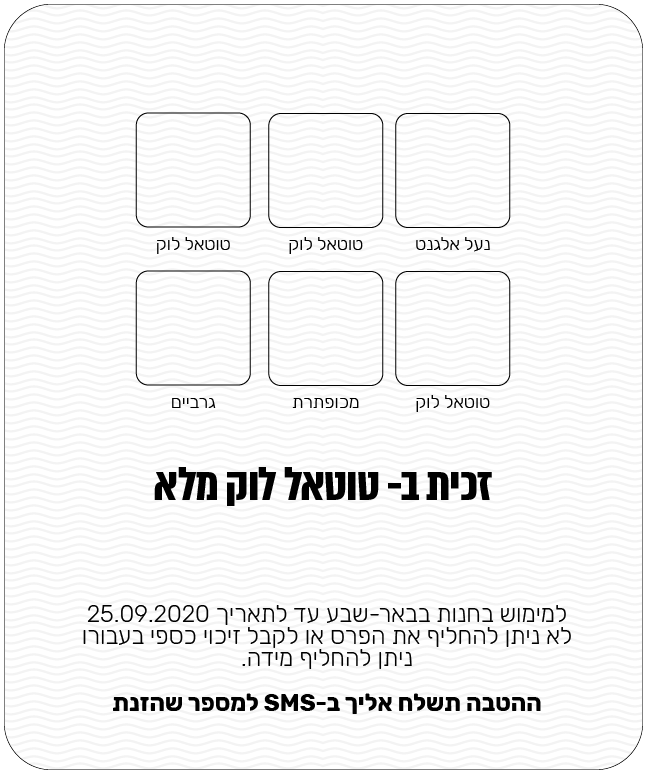 נעל אלגנט
טוטאל לוק
טוטאל לוק
טוטאל לוק
מכופתרת
גרביים
זכית ב- טוטאל לוק מלא
למימוש בחנות בבאר-שבע עד לתאריך 25.09.2020
לא ניתן להחליף את הפרס או לקבל זיכוי כספי בעבורו
ניתן להחליף מידה.
ההטבה תשלח אליך ב-SMS למספר שהזנת